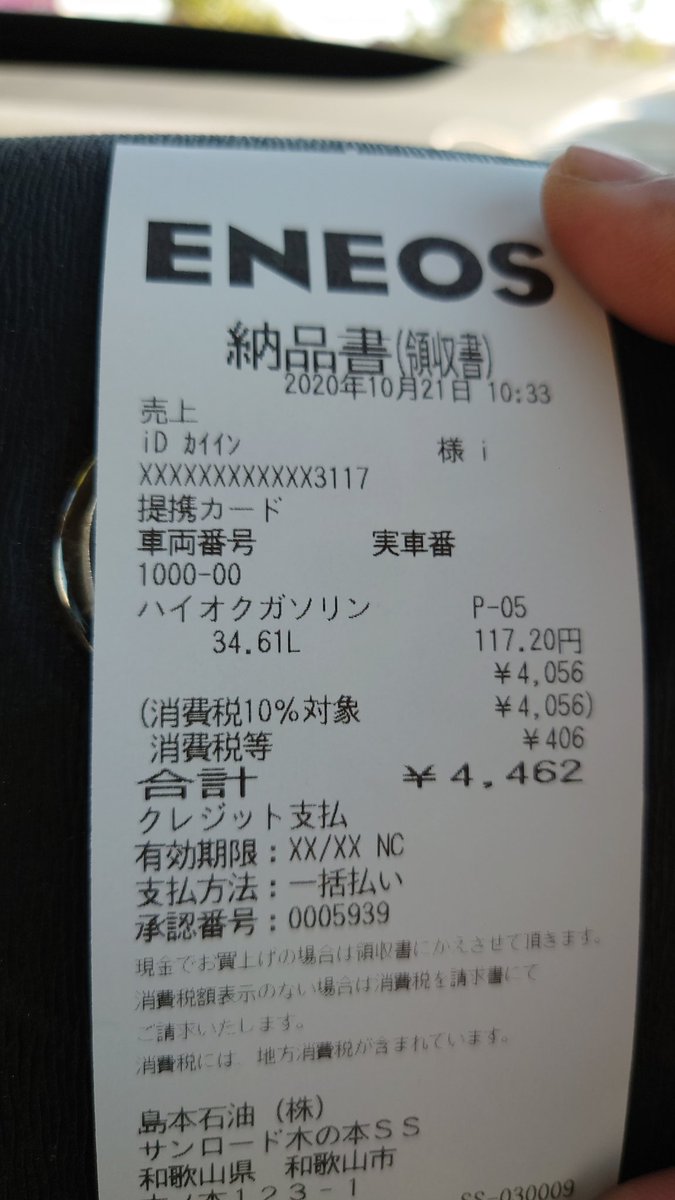 ENEOS
納品書(領収書)
2020年10月21日 10:33
売上
iD ｶｲｲﾝ 様 i
XXXXXXXXXXXX3117
提携カード
車両番号 実車番
1000-00
ハイオクガソリン P-05
34.61L 117.20円
¥4,056
(消費税10%対象 ¥4,056)
消費税等 ¥406
合計 ¥4,462
クレジット支払
有効期限：XX/XX NC
支払方法：一括払い
承認番号：0005939
現金でお買上げの場合は領収書にかえさせて頂きます。
消費税額表示のない場合は消費税を請求書にて
ご請求いたします。
消費税には、地方消費税が含まれています。
島本石油（株）
サンロード木の本ＳＳ
和歌山県 和歌山市
木ノ本１２３－１
SS-030009